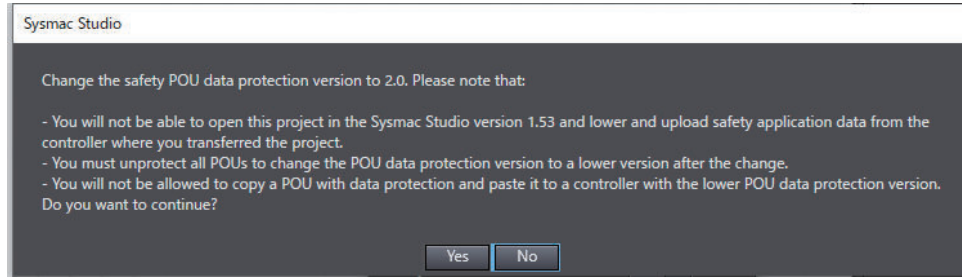 Sysmac Studio
Change the safety POU data protection version to 2.0. Please note that:
- You will not be able to open this project in the Sysmac Studio version 1.53 and lower and upload safety application data from the
controller where you transferred the project.
- You must unprotect all POUs to change the POU data protection version to a lower version after the change.
- You will not be allowed to copy a POU with data protection and paste it to a controller with the lower POU data protection version.
Do you want to continue?
Yes No